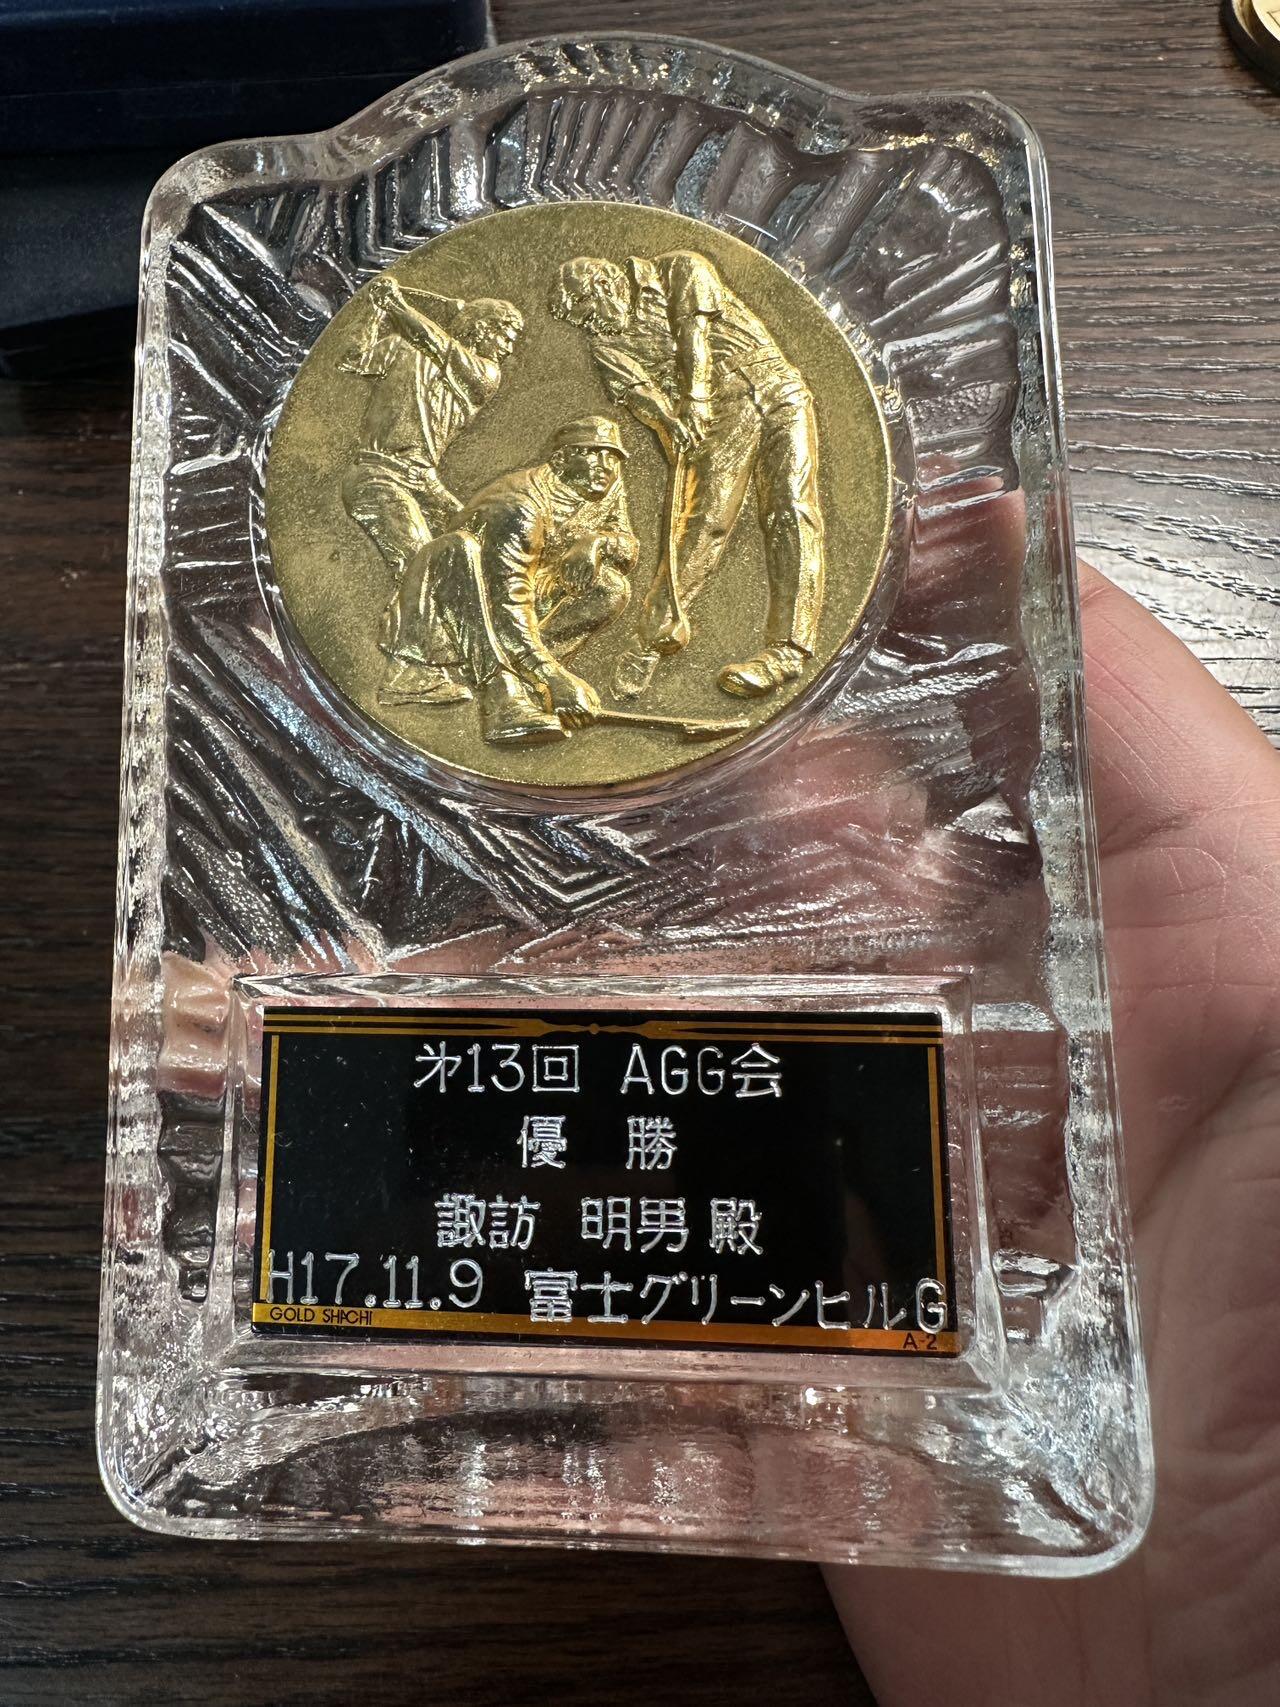 㐧13回 AGG会
優 勝
諏訪 明男 殿
H17.11.9 富士グリーンヒルG
GOLD SHACHI
A-2